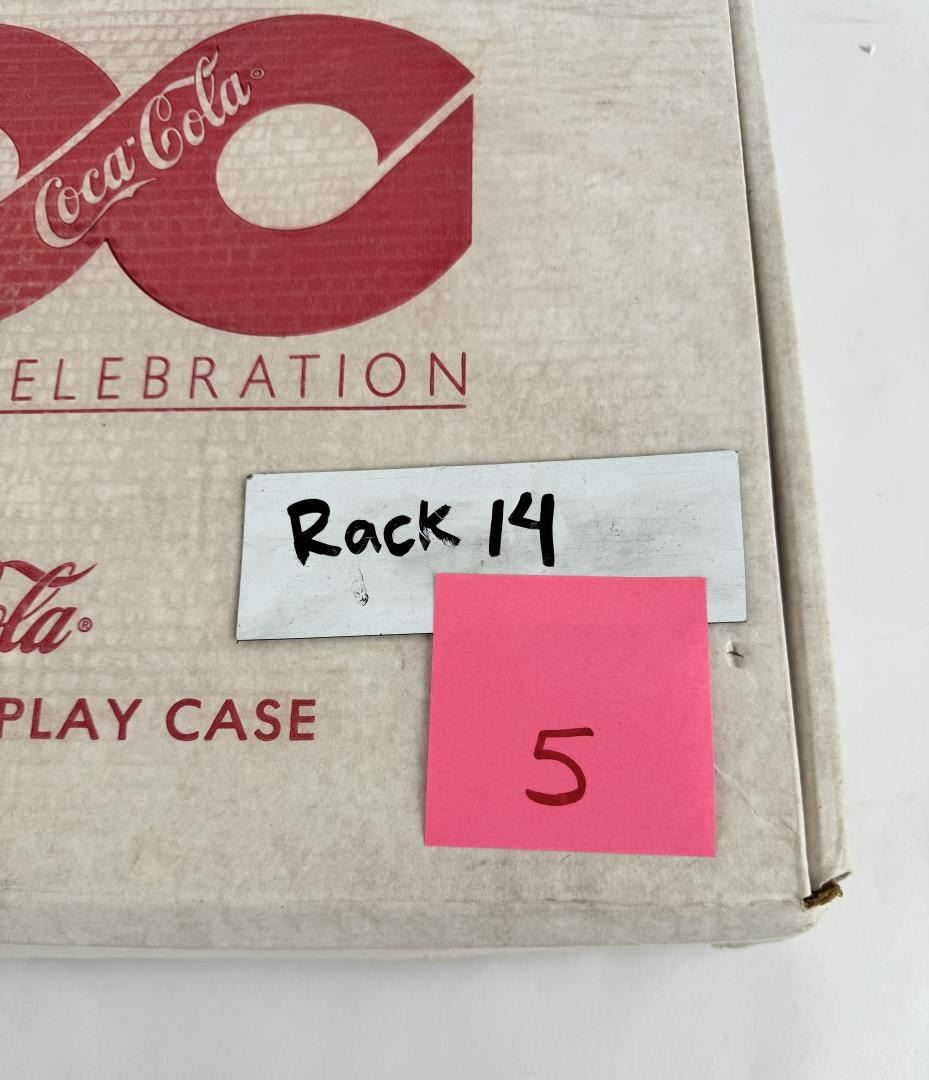 Coca-Cola®
ELEBRATION
Rack 14
ola®
PLAY CASE
5